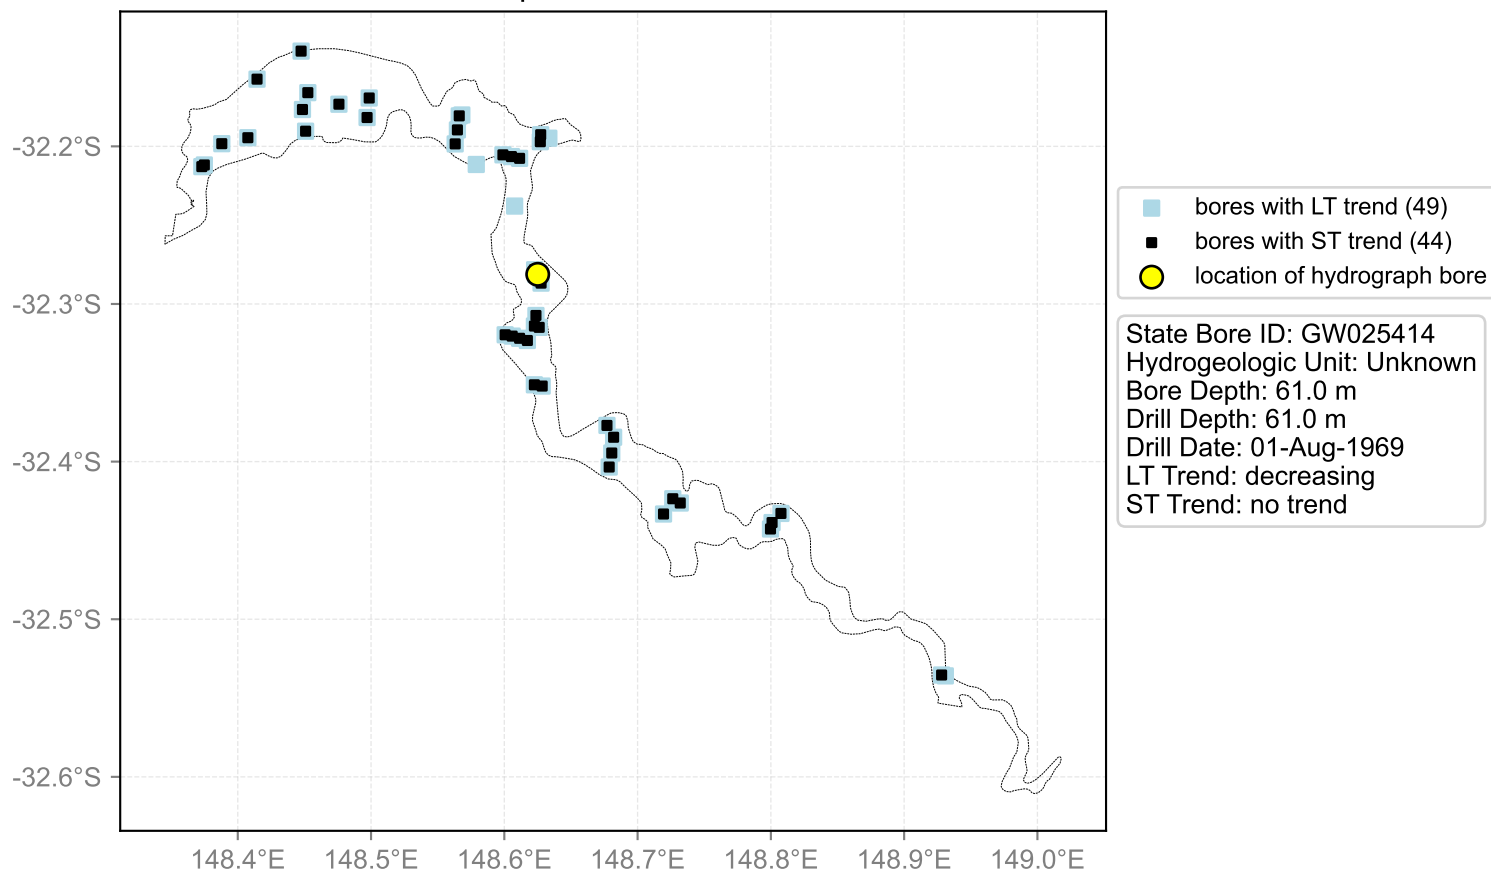 -32.2°S
-32.3°S
-32.4°S
-32.5°S
-32.6°S
148.4°E
148.5°E
148.6°E
148.7°E
148.8°E
148.9°E
149.0°E
bores with LT trend (49)
bores with ST trend (44)
location of hydrograph bore
State Bore ID: GW025414
Hydrogeologic Unit: Unknown
Bore Depth: 61.0 m
Drill Depth: 61.0 m
Drill Date: 01-Aug-1969
LT Trend: decreasing
ST Trend: no trend